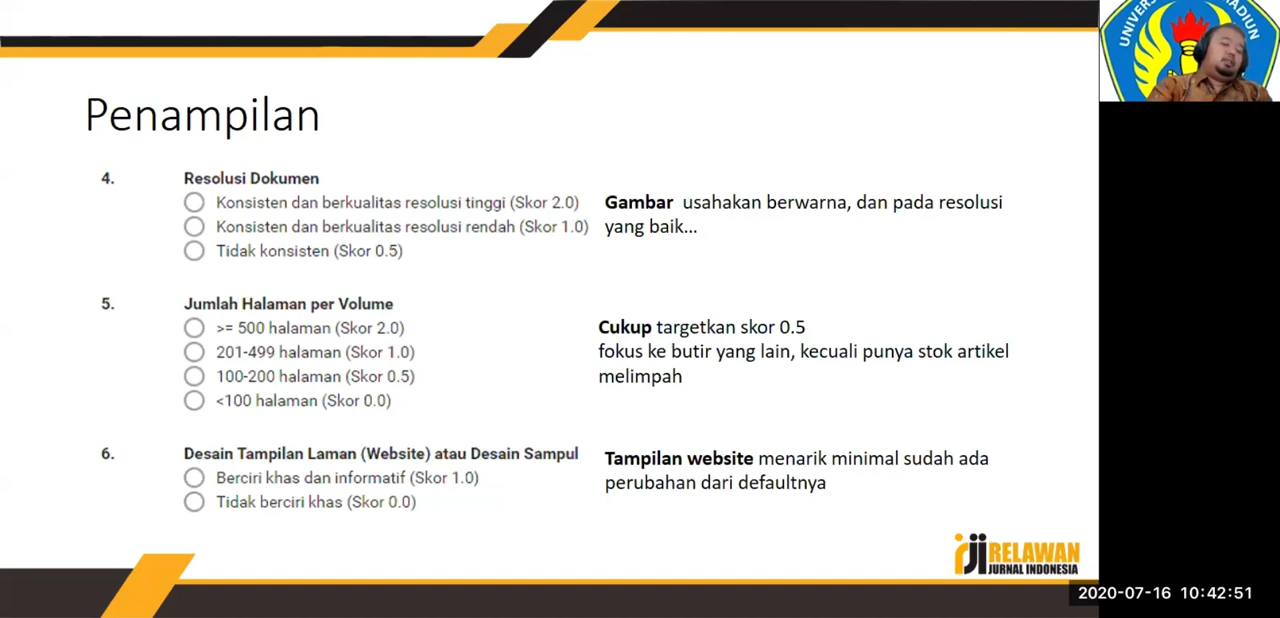 UNIVERS
ADIUN
Penampilan
4. Resolusi Dokumen
Konsisten dan berkualitas resolusi tinggi (Skor 2.0)
Konsisten dan berkualitas resolusi rendah (Skor 1.0)
Tidak konsisten (Skor 0.5)
Gambar usahakan berwarna, dan pada resolusi
yang baik...
5. Jumlah Halaman per Volume
>= 500 halaman (Skor 2.0)
201-499 halaman (Skor 1.0)
100-200 halaman (Skor 0.5)
<100 halaman (Skor 0.0)
Cukup targetkan skor 0.5
fokus ke butir yang lain, kecuali punya stok artikel
melimpah
6. Desain Tampilan Laman (Website) atau Desain Sampul
Berciri khas dan informatif (Skor 1.0)
Tidak berciri khas (Skor 0.0)
Tampilan website menarik minimal sudah ada
perubahan dari defaultnya
rji RELAWAN
JURNAL INDONESIA
2020-07-16 10:42:51